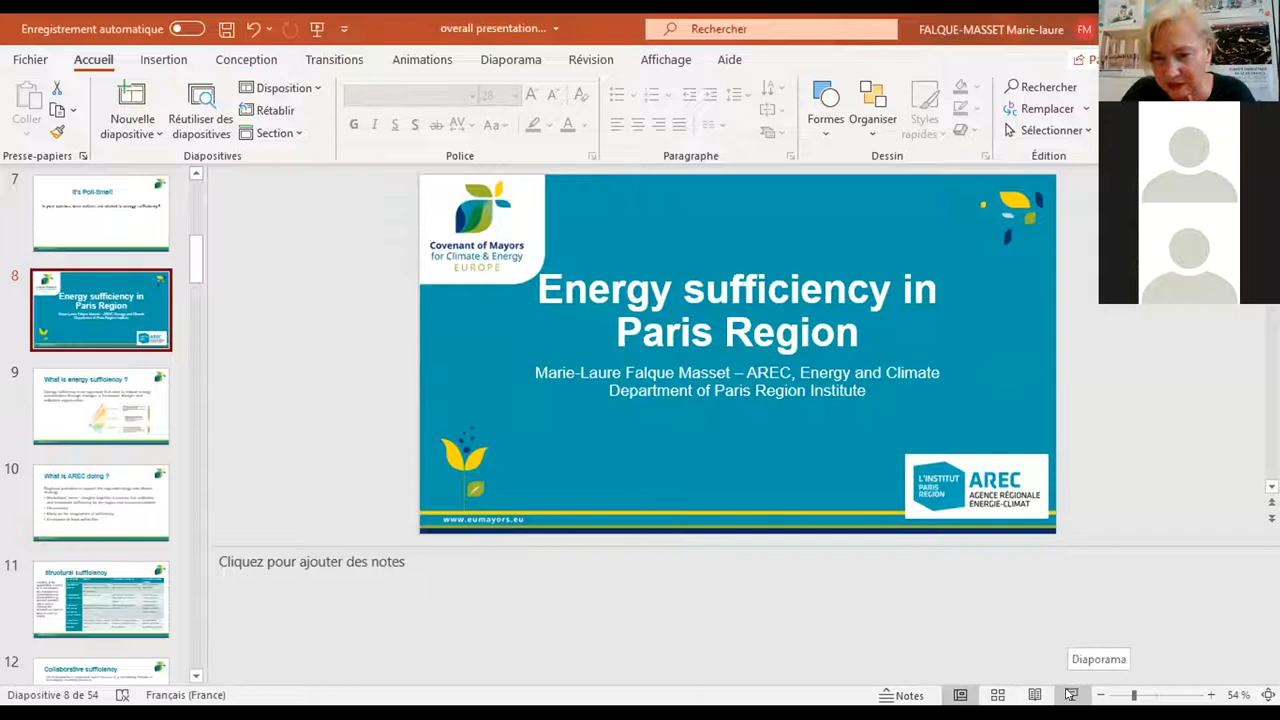 Enregistrement automatique
overall presentation...
Rechercher
FALQUE-MASSET Marie-laure
FM
Fichier
Accueil
Insertion
Conception
Transitions
Animations
Diaporama
Révision
Affichage
Aide
Coller
Nouvelle
diapositive
Réutiliser des
diapositives
Disposition
Rétablir
Section
28
G
I
S
S
ab
AV
Aa
A
Formes
Organiser
Styles
rapides
Rechercher
Remplacer
Sélectionner
Presse-papiers
Diapositives
Police
Paragraphe
Dessin
Édition
7
It's Poll-time!!
8
Energy sufficiency in
Paris Region
9
What is energy sufficiency ?
10
What is AREC doing ?
11
Structural sufficiency
12
Collaborative sufficiency
Covenant of Mayors
for Climate & Energy
EUROPE
Energy sufficiency in
Paris Region
Marie-Laure Falque Masset – AREC, Energy and Climate
Department of Paris Region Institute
www.eumayors.eu
L'INSTITUT
PARIS
REGION
AREC
AGENCE RÉGIONALE
ÉNERGIE-CLIMAT
Cliquez pour ajouter des notes
Diaporama
Diapositive 8 de 54
Français (France)
Notes
54 %